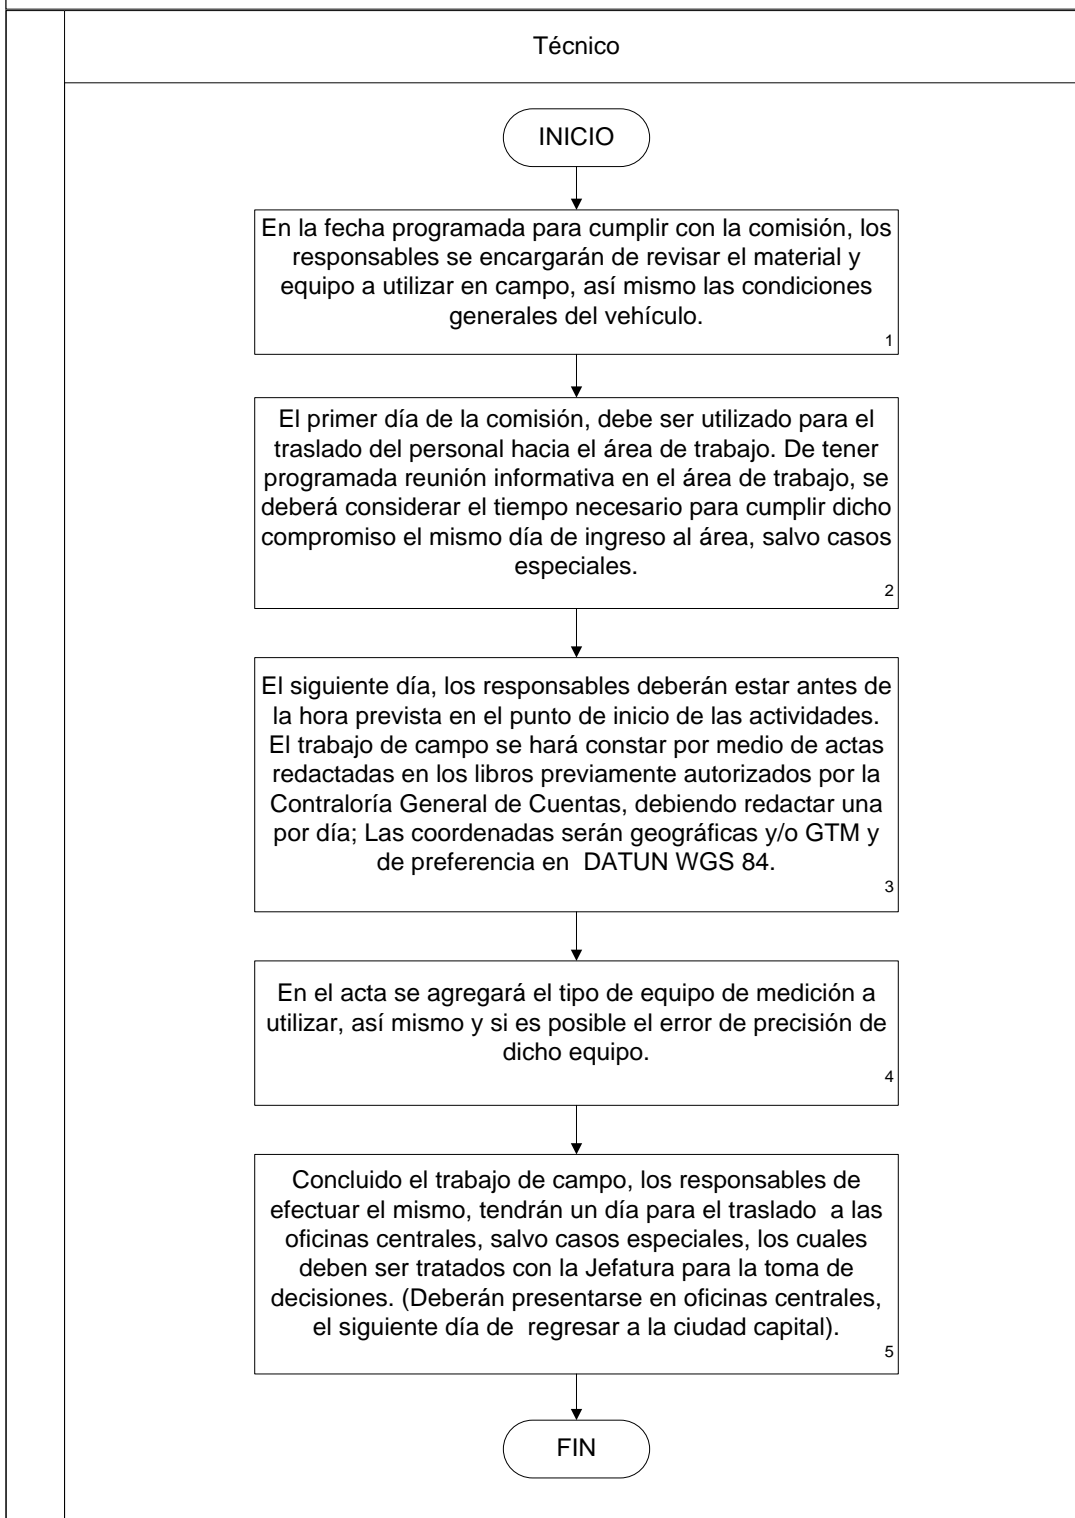 Técnico
INICIO
En la fecha programada para cumplir con la comisión, los
responsables se encargarán de revisar el material y
equipo a utilizar en campo, así mismo las condiciones
generales del vehículo.
1
El primer día de la comisión, debe ser utilizado para el
traslado del personal hacia el área de trabajo. De tener
programada reunión informativa en el área de trabajo, se
deberá considerar el tiempo necesario para cumplir dicho
compromiso el mismo día de ingreso al área, salvo casos
especiales.
2
El siguiente día, los responsables deberán estar antes de
la hora prevista en el punto de inicio de las actividades.
El trabajo de campo se hará constar por medio de actas
redactadas en los libros previamente autorizados por la
Contraloría General de Cuentas, debiendo redactar una
por día; Las coordenadas serán geográficas y/o GTM y
de preferencia en  DATUN WGS 84.
3
En el acta se agregará el tipo de equipo de medición a
utilizar, así mismo y si es posible el error de precisión de
dicho equipo.
4
Concluido el trabajo de campo, los responsables de
efectuar el mismo, tendrán un día para el traslado  a las
oficinas centrales, salvo casos especiales, los cuales
deben ser tratados con la Jefatura para la toma de
decisiones. (Deberán presentarse en oficinas centrales,
el siguiente día de  regresar a la ciudad capital).
5
FIN